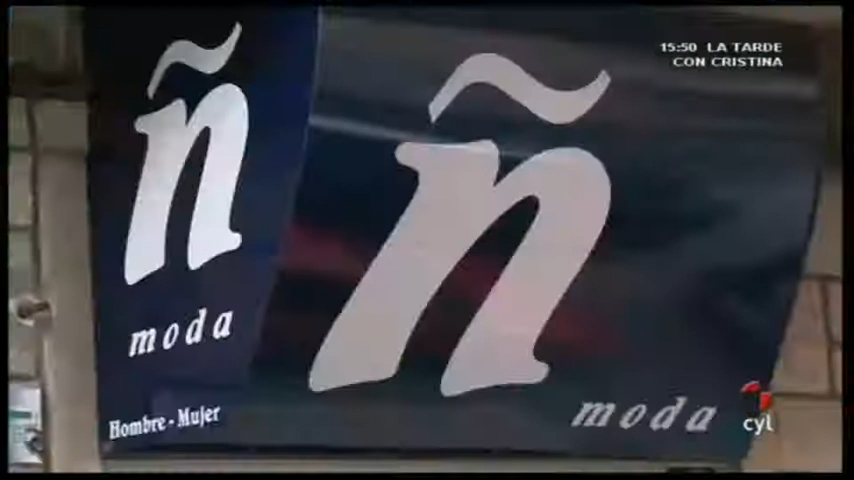 15:50 LA TARDE
CON CRISTINA
ñ
moda
Hombre - Mujer
ñ
moda
cyl